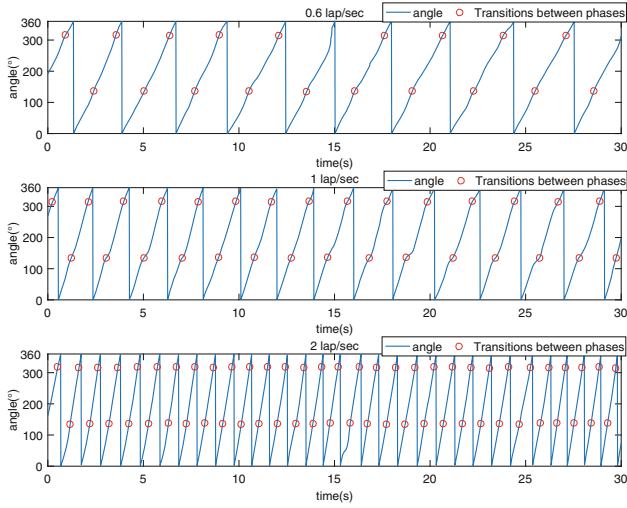 0.6 lap/sec
angle Transitions between phases
360
300
200
100
0
angle(°)
0 5 10 15 20 25 30
time(s)
1 lap/sec
angle Transitions between phases
360
300
200
100
0
angle(°)
0 5 10 15 20 25 30
time(s)
2 lap/sec
angle Transitions between phases
360
300
200
100
0
angle(°)
0 5 10 15 20 25 30
time(s)